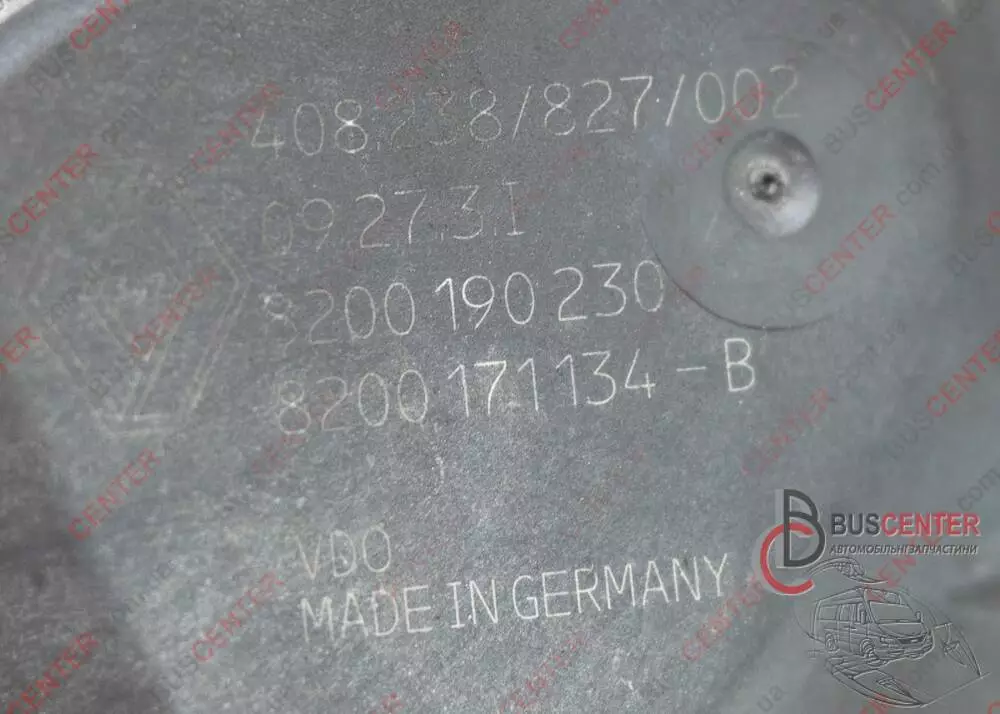 408.238/827/002
09.27.3.I
8200 190 230
8200 171 134 - B
VDO
MADE IN GERMANY
BUSCENTER
АВТОМОБІЛЬНІ ЗАПЧАСТИНИ